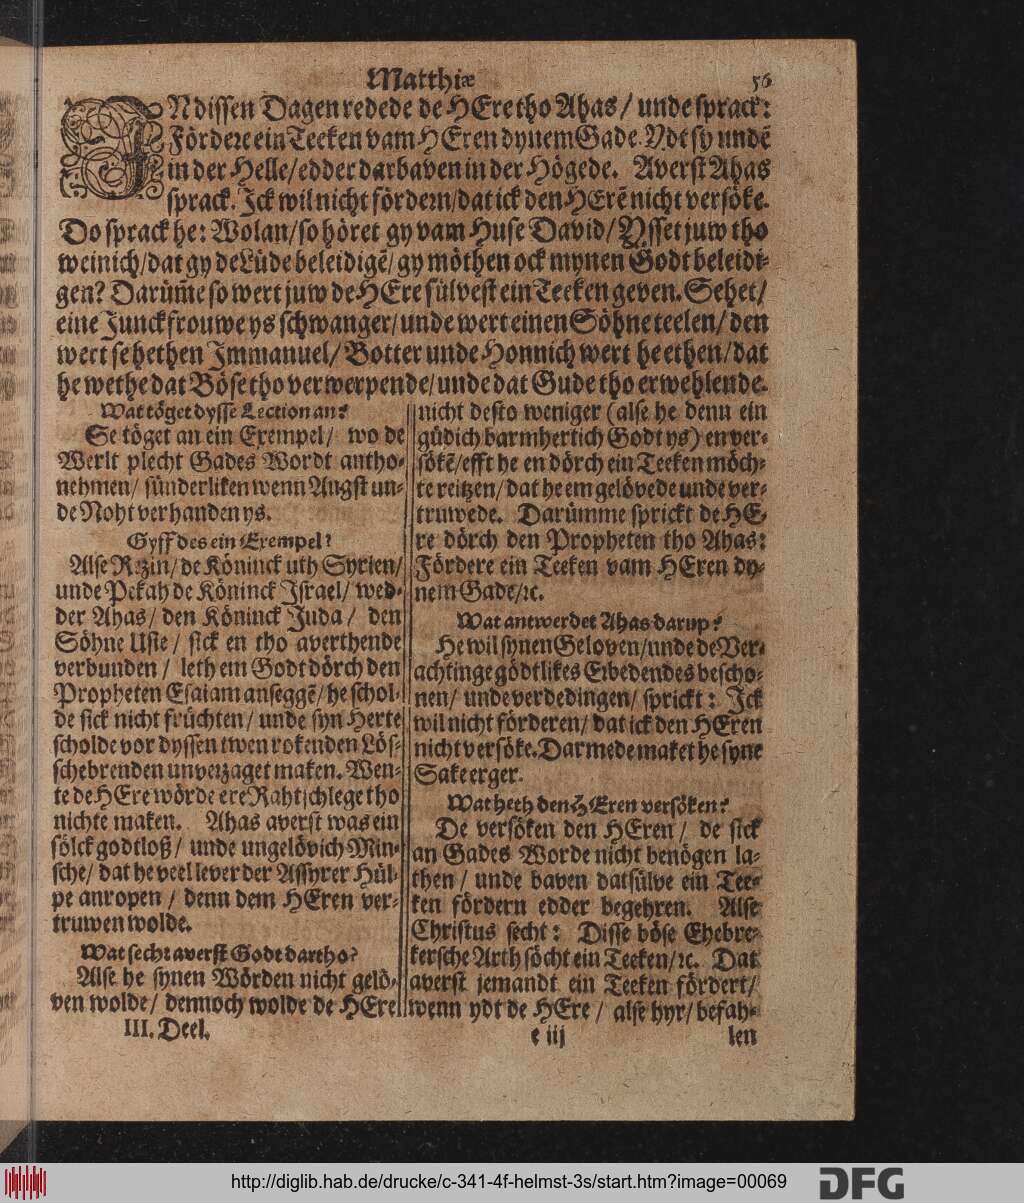 Matthiæ 56
IN dissen Dagen redede de HEre tho Ahas / unde sprack:
Fördere ein Teeken vam HEren dynem Gade. Ydt sy undē
in der Helle / edder darbaven in der Högede. Averst Ahas
sprack. Ick wil nicht fördern / dat ick den HErē nicht versöke.
Do sprack he: Wolan / so höret gy vam Huse David / Ysset juw tho
weinich / dat gy de Lüde beleidigē / gy möthen ock mynen Godt beleidi-
gen? Darüm̄e so wert juw de HEre sülvest ein Teeken geven. Sehet /
eine Junckfrouwe ys schwanger / unde wert einen Söhne teelen / den
wert se hethen Immanuel / Botter unde Honnich wert he ethen / dat
he wethe dat Böse tho verwerpende / unde dat Gude tho erwehlende.
Wat töget dysse Lection an?
Se töget an ein Exempel / wo de
Werlt plecht Gades Wordt antho-
nehmen / sünderliken wenn Angst un-
de Noht verhanden ys.
Gyff des ein Exempel?
Alse Rezin / de Köninck uth Syrien /
unde Pekah de Köninck Israel / wed-
der Ahas / den Köninck Juda / den
Söhne Usie / sick en tho averthende
verbunden / leth em Godt dörch den
Propheten Esaiam anseggē / he schol-
de sick nicht früchten / unde syn Herte
scholde vor dyssen twen rokenden Lös-
schebrenden unverzaget maken. Wen-
te de HEre wörde ere Rahtschlege tho
nichte maken. Ahas averst was ein
sölck godtloß / unde ungelövich Min-
sche / dat he veel lever der Assyrer Hül-
pe anropen / denn dem HEren ver-
truwen wolde.
Wat secht averst Godt dartho?
Alse he synen Wörden nicht gelö-
ven wolde / dennoch wolde de HEre
III. Deel.
nicht desto weniger (alse he denn ein
güdich barmhertich Godt ys) en ver-
sökē / efft he en dörch ein Teeken möch-
te reitzen / dat he em gelövede unde ver-
truwede. Darümme sprickt de HE-
re dörch den Propheten tho Ahas:
Fördere ein Teeken vam HEren dy-
nem Gade / ꝛc.
Wat antwerdet Ahas darup?
He wil synen Geloven / unde de Ver-
achtinge gödtlikes Erbedendes bescho-
nen / unde verdedingen / sprickt: Ick
wil nicht förderen / dat ick den HEren
nicht versöke. Darmede maket he syne
Sake erger.
Wat heth den HEren versöken?
De versöken den HEren / de sick
an Gades Worde nicht benögen la-
then / unde baven datsülve ein Tee-
ken fördern edder begehren. Alse
Christus secht: Disse böse Ehebre-
kersche Arth söcht ein Teeken / ꝛc. Dat
averst jemandt ein Teeken fördert /
wenn ydt de HEre / alse hyr / befah-
e iij len
http://diglib.hab.de/drucke/c-341-4f-helmst-3s/start.htm?image=00069
DFG